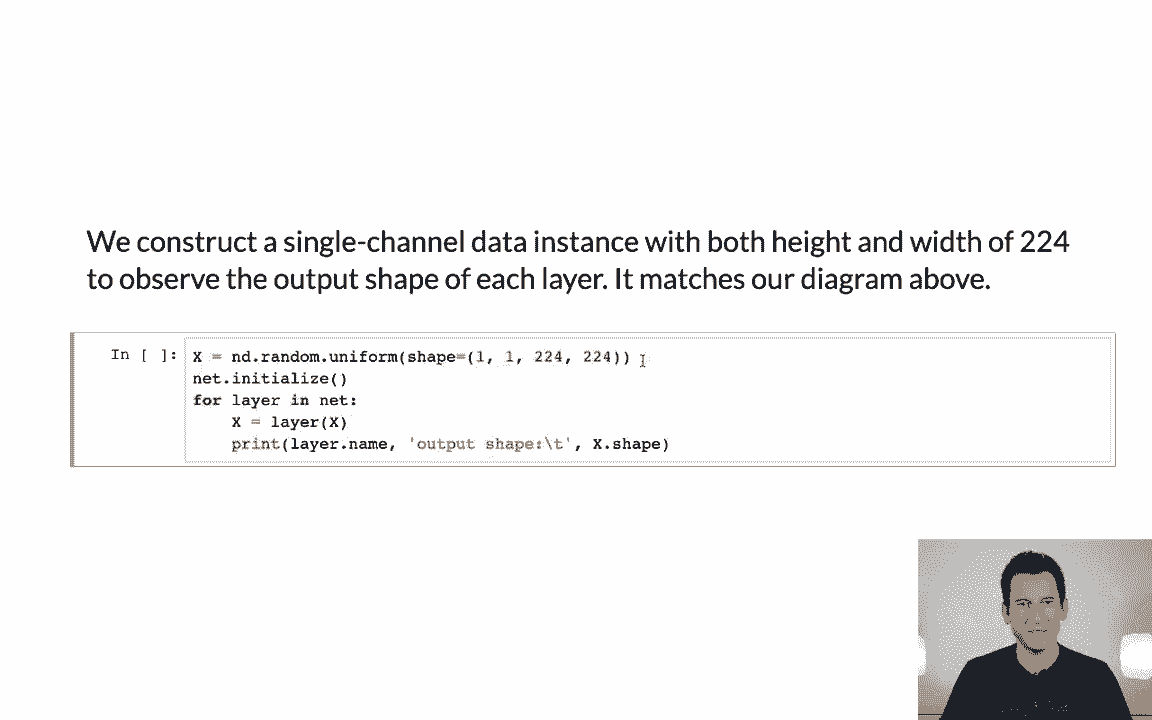 We construct a single-channel data instance with both height and width of 224
to observe the output shape of each layer. It matches our diagram above.
In [ ]: X = nd.random.uniform(shape=(1, 1, 224, 224))
net.initialize()
for layer in net:
    X = layer(X)
    print(layer.name, 'output shape:\t', X.shape)